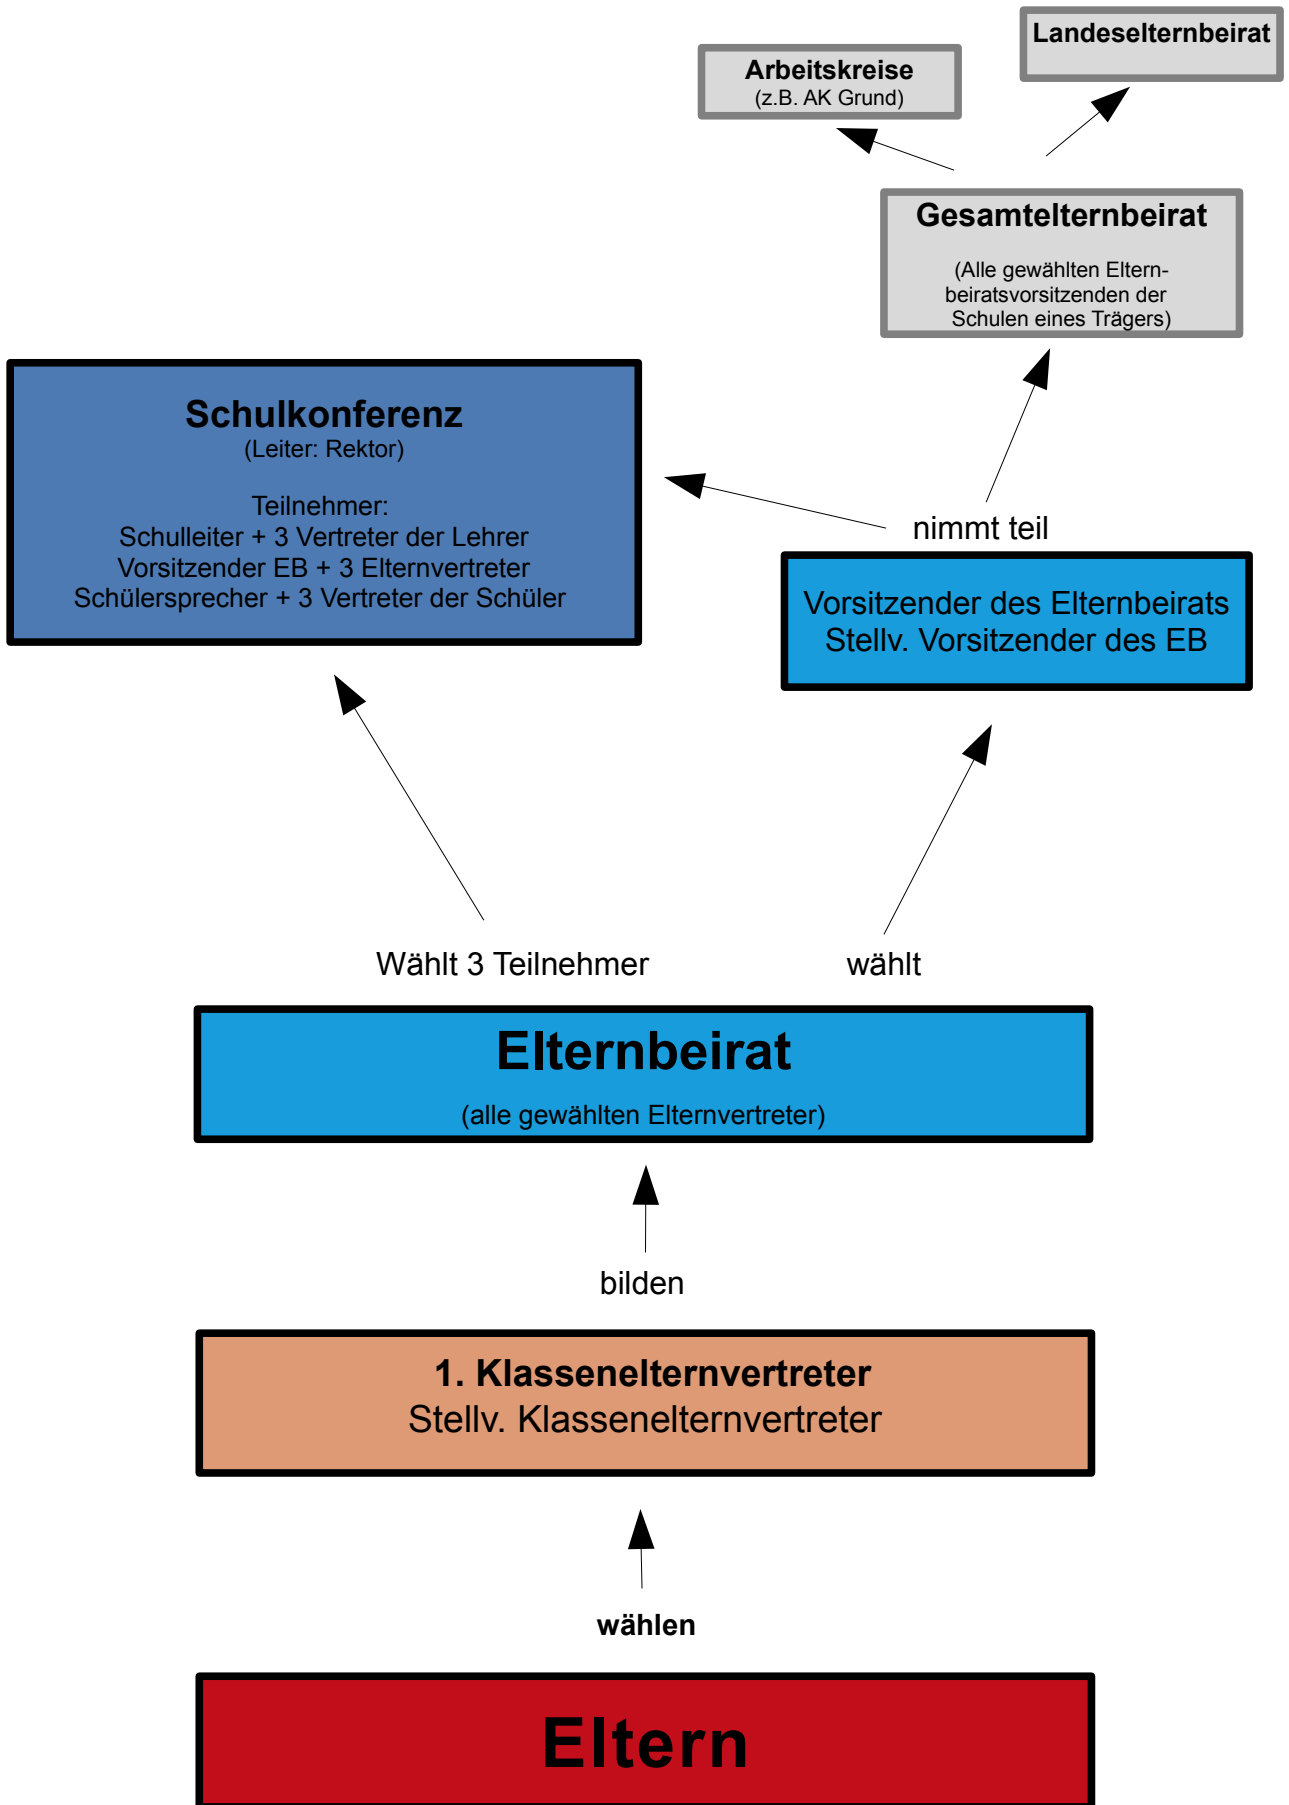 Landeselternbeirat
Arbeitskreise
(z.B. AK Grund)
Gesamtelternbeirat
(Alle gewählten Eltern-
beiratsvorsitzenden der
Schulen eines Trägers)
Schulkonferenz
(Leiter: Rektor)
Teilnehmer:
Schulleiter + 3 Vertreter der Lehrer
Vorsitzender EB + 3 Elternvertreter
Schülersprecher + 3 Vertreter der Schüler
nimmt teil
Vorsitzender des Elternbeirats
Stellv. Vorsitzender des EB
Wählt 3 Teilnehmer
wählt
Elternbeirat
(alle gewählten Elternvertreter)
bilden
1. Klassenelternvertreter
Stellv. Klassenelternvertreter
wählen
Eltern